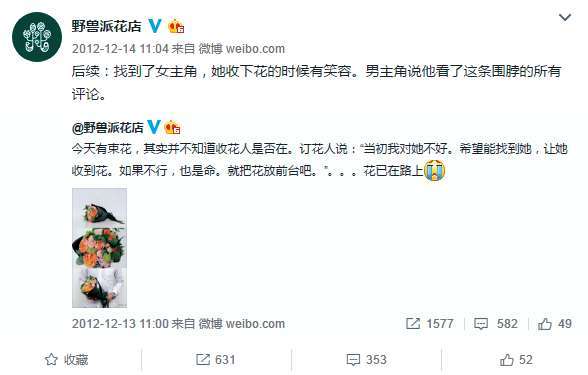 野兽派花店 V
2012-12-14 11:04 来自 微博 weibo.com
后续：找到了女主角，她收下花的时候有笑容。男主角说他看了这条围脖的所有
评论。
@野兽派花店 V
今天有束花，其实并不知道收花人是否在。订花人说：“当初我对她不好。希望能找到她，让她
收到花。如果不行，也是命。就把花放前台吧。”。。。花已在路上
2012-12-13 11:00 来自 微博 weibo.com 1577 582 49
收藏 631 353 52